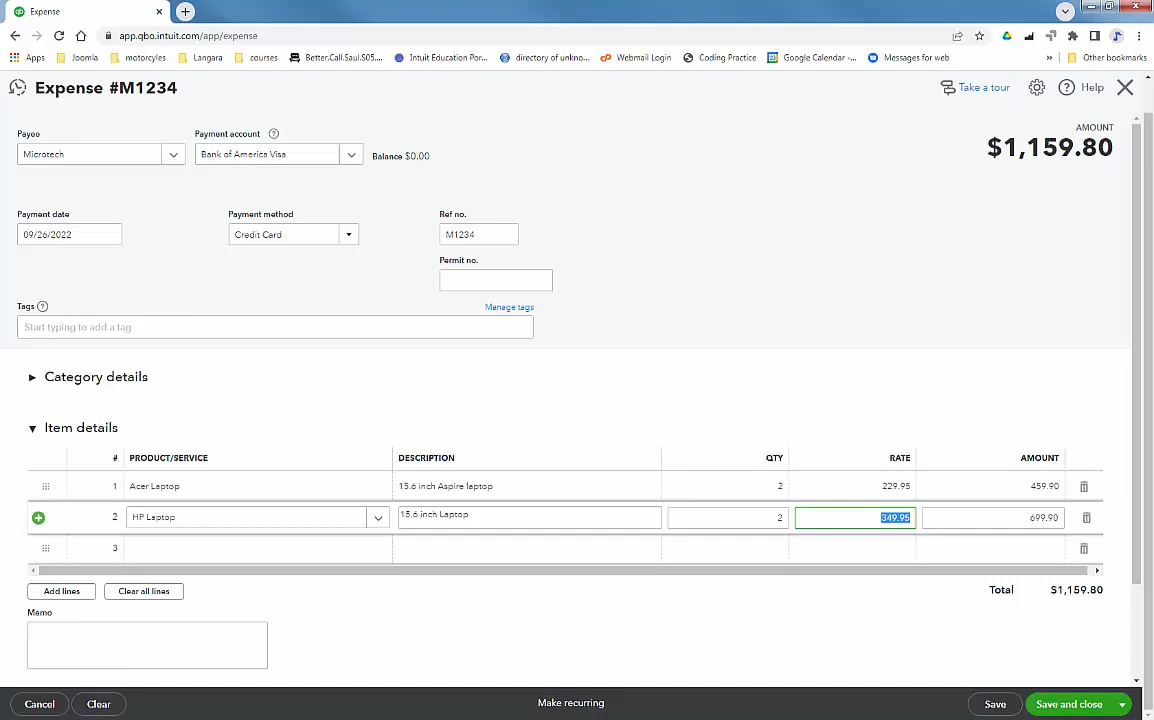 Expense
app.qbo.intuit.com/app/expense
Apps Joomla motorcyles Langara courses Better.Call.Saul.S05.... Intuit Education Por... directory of unkno... Webmail Login Coding Practice Google Calendar -... Messages for web » Other bookmarks
Expense #M1234
Take a tour Help
AMOUNT
$1,159.80
Payee Payment account
Microtech Bank of America Visa Balance $0.00
Payment date Payment method Ref no.
09/26/2022 Credit Card M1234
Permit no.
Tags Manage tags
Start typing to add a tag
Category details
Item details
# PRODUCT/SERVICE DESCRIPTION QTY RATE AMOUNT
1 Acer Laptop 15.6 inch Aspire laptop 2 229.95 459.90
2 HP Laptop 15.6 inch Laptop 2 349.95 699.90
3
Add lines Clear all lines Total $1,159.80
Memo
Cancel Clear Make recurring Save Save and close